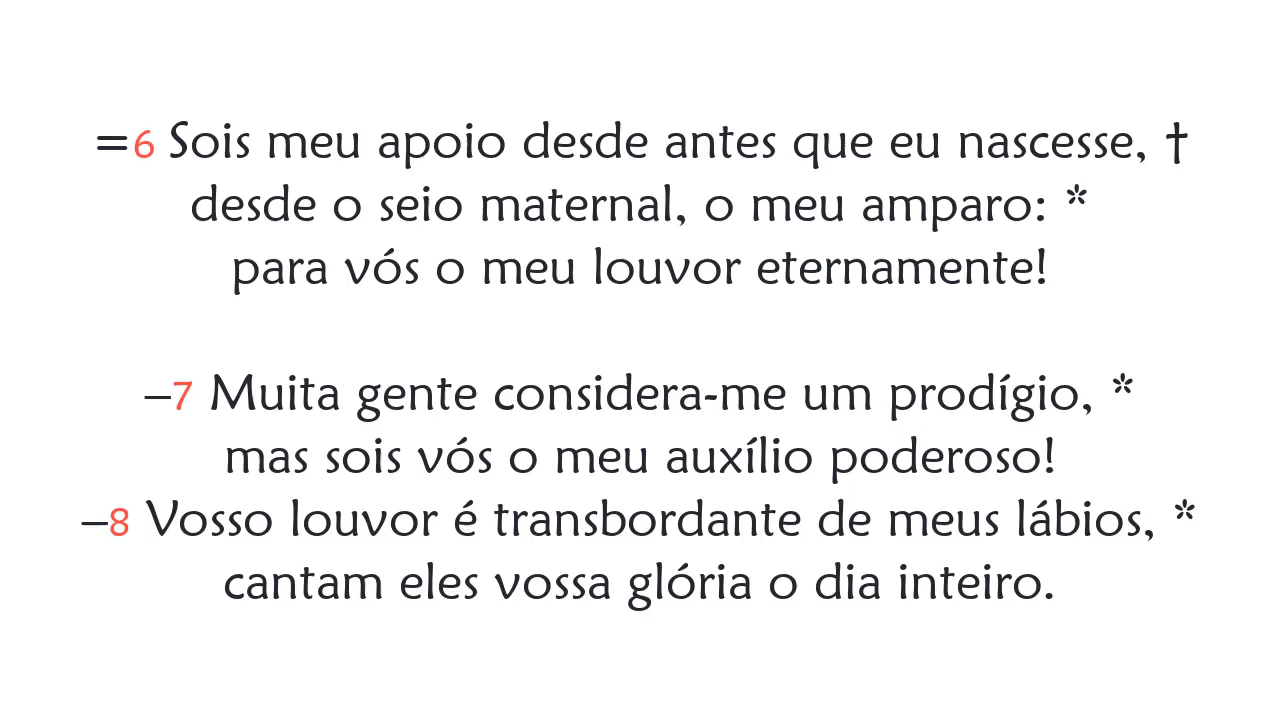 =6 Sois meu apoio desde antes que eu nascesse, †
desde o seio maternal, o meu amparo: *
para vós o meu louvor eternamente!
–7 Muita gente considera-me um prodígio, *
mas sois vós o meu auxílio poderoso!
–8 Vosso louvor é transbordante de meus lábios, *
cantam eles vossa glória o dia inteiro.